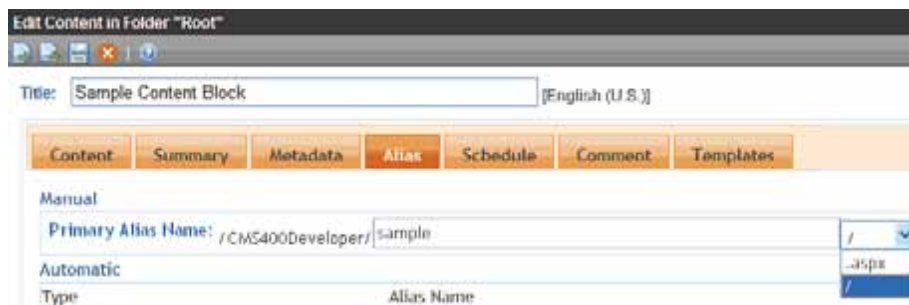 Edit Content in Folder "Root"
Title: Sample Content Block [English (U.S.)]
Content Summary Metadata Alias Schedule Comment Templates
Manual
Primary Alias Name: /CMS400Developer/ sample /
.aspx
/
Automatic
Type Alias Name